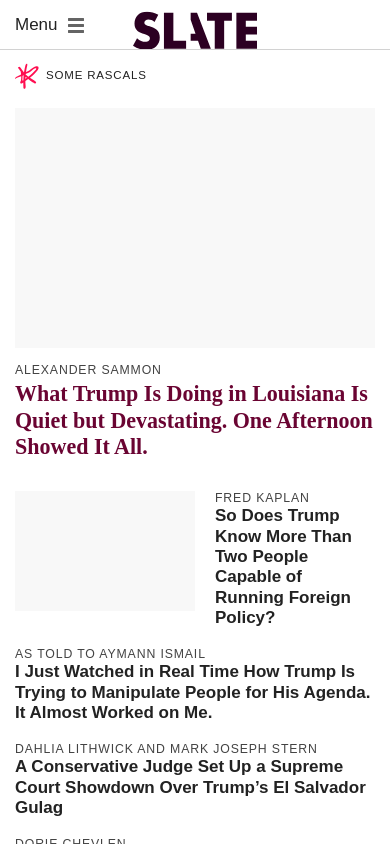 Menu
SLATE
SOME RASCALS
ALEXANDER SAMMON
What Trump Is Doing in Louisiana Is
Quiet but Devastating. One Afternoon
Showed It All.
FRED KAPLAN
So Does Trump
Know More Than
Two People
Capable of
Running Foreign
Policy?
AS TOLD TO AYMANN ISMAIL
I Just Watched in Real Time How Trump Is
Trying to Manipulate People for His Agenda.
It Almost Worked on Me.
DAHLIA LITHWICK AND MARK JOSEPH STERN
A Conservative Judge Set Up a Supreme
Court Showdown Over Trump’s El Salvador
Gulag
DORIE CHEVLEN